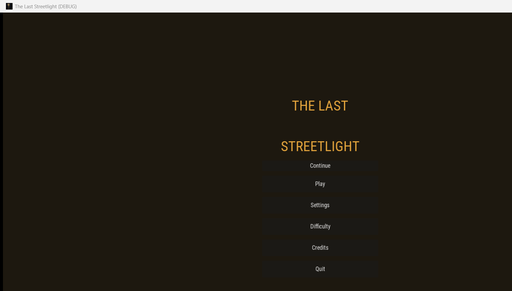 The Last Streetlight (DEBUG)
THE LAST
STREETLIGHT
Continue
Play
Settings
Difficulty
Credits
Quit